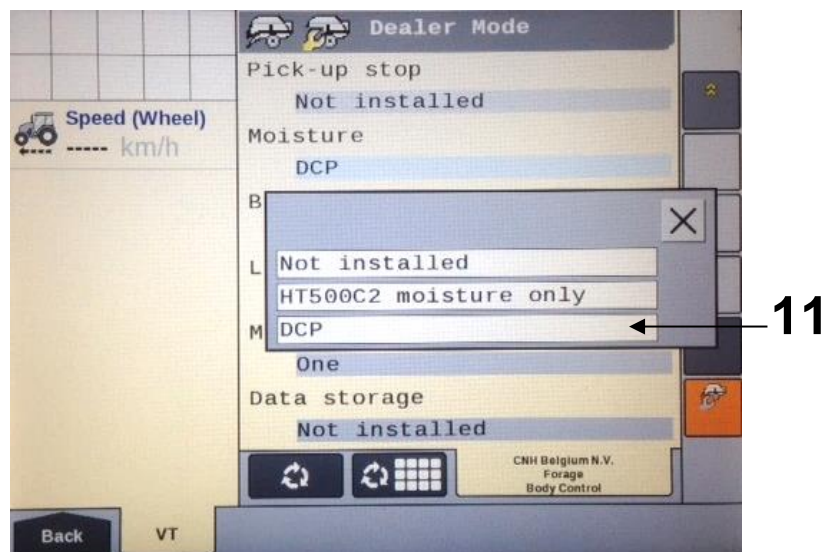 Dealer Mode
Pick-up stop
Not installed
Speed (Wheel)
----- km/h
Moisture
DCP
B
L
Not installed
HT500C2 moisture only
M
DCP
11
One
Data storage
Not installed
CNH Belgium N.V.
Forage
Body Control
Back
VT